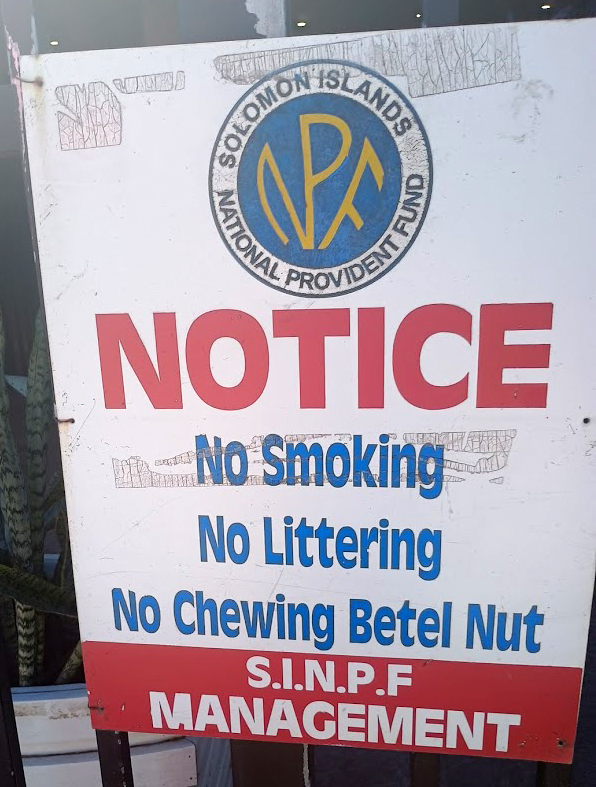 SOLOMON ISLANDS
NPF
NATIONAL PROVIDENT FUND
NOTICE
No Smoking
No Littering
No Chewing Betel Nut
S.I.N.P.F
MANAGEMENT